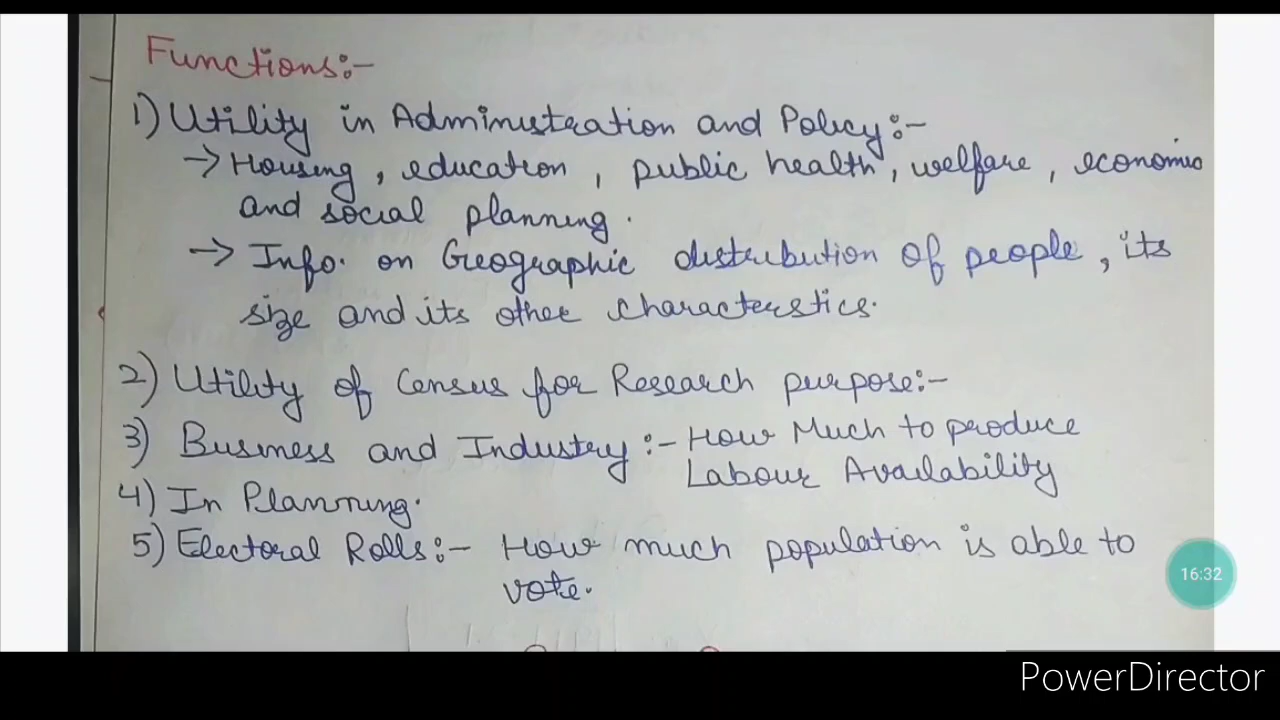 Functions:-
1) Utility in Administration and Policy:-
→ Housing, education, public health, welfare, economic
and social planning.
→ Info. on Geographic distribution of people, its
size and its other characterstics.
2) Utility of Census for Research purpose:-
3) Business and Industry:- How Much to produce
Labour Availability
4) In Planning.
5) Electoral Rolls:- How much population is able to
vote.
16:32
PowerDirector